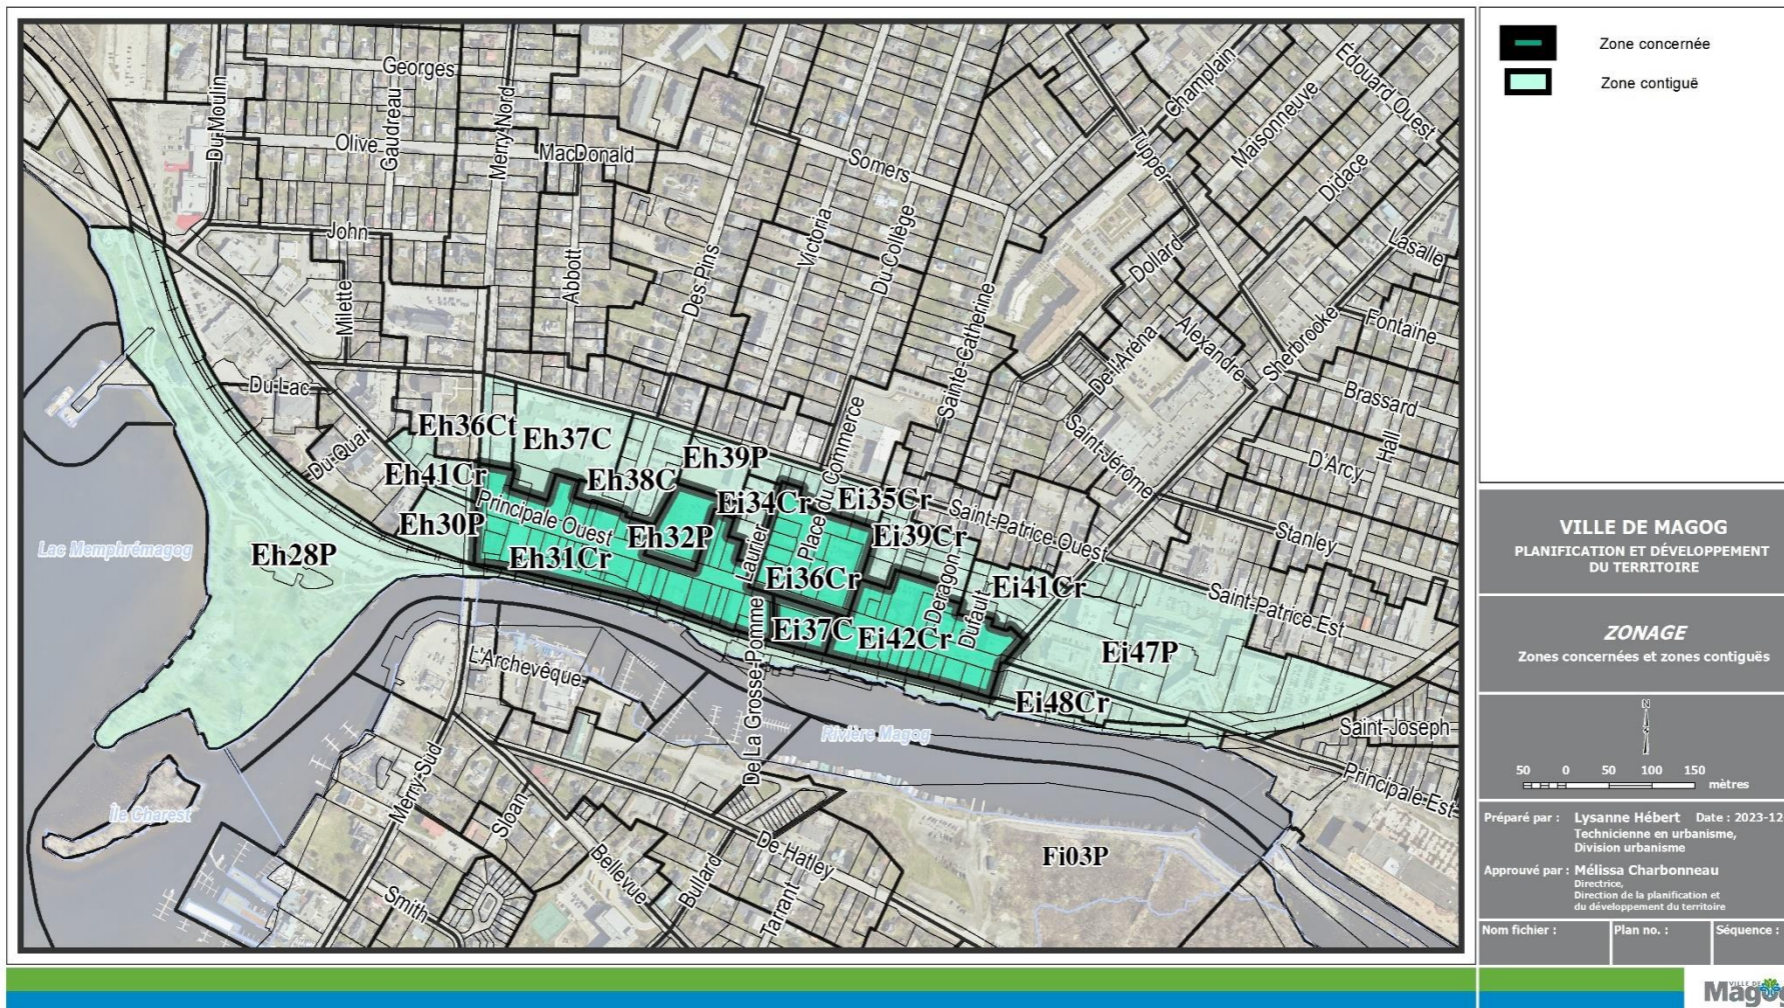 Georges
Du Moulin
Gaudreau
Merry-Nord
Olive
MacDonald
Somers
Champlain
Édouard Ouest
Maisonneuve
Tupper
Didace
John
Abbott
Des Pins
Victoria
Du Collège
Milette
Dollard
Lasalle
Sainte-Catherine
Alexandre
Sherbrooke
Fontaine
De l'Aréna
Du Lac
Brassard
Du Quai
Eh36Ct
Eh37C
Place du Commerce
Saint-Jérôme
Hall
D'Arcy
Eh39P
Eh41Cr
Eh38C
Ei34Cr
Ei35Cr
Principale Ouest
Eh30P
Eh32P
Ei39Cr
Saint-Patrice Ouest
Stanley
Lac Memphrémagog
Eh28P
Eh31Cr
Laurier
Ei36Cr
Deragon
Ei41Cr
Saint-Patrice Est
Ei37C
Ei42Cr
Dufault
Ei47P
L'Archevêque
De La Grosse-Pomme
Ei48Cr
Saint-Joseph
Rivière Magog
Merry-Sud
Principale Est
Île Charest
Sloan
De Hatley
Fi03P
Bellevue
Bullard
Tarrant
Smith
Zone concernée
Zone contiguë
VILLE DE MAGOG
PLANIFICATION ET DÉVELOPPEMENT
DU TERRITOIRE
ZONAGE
Zones concernées et zones contiguës
N
50 0 50 100 150
mètres
Préparé par : Lysanne Hébert Date : 2023-12
Technicienne en urbanisme,
Division urbanisme
Approuvé par : Mélissa Charbonneau
Directrice,
Direction de la planification et
du développement du territoire
Nom fichier : Plan no. : Séquence :
VILLE DE
Magog